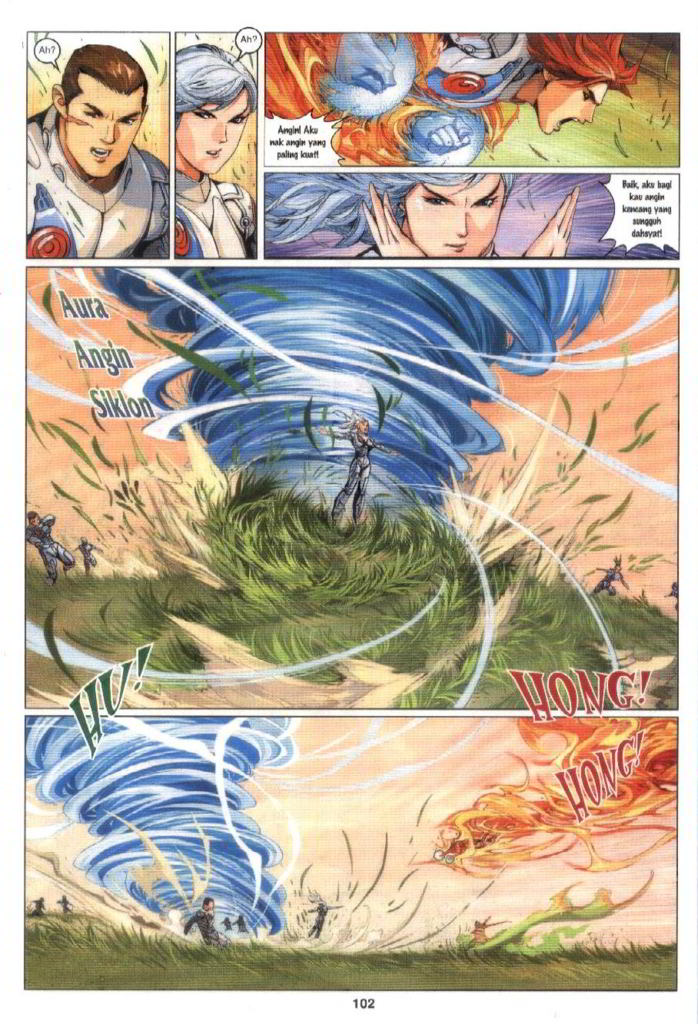 Ah?
Ah?
Angin! Aku
nak angin yang
paling kuat!
Baik, aku bagi
kau angin
kencang yang
sungguh
dahsyat!
Aura
Angin
Siklon
HU!
HONG!
HONG!
102